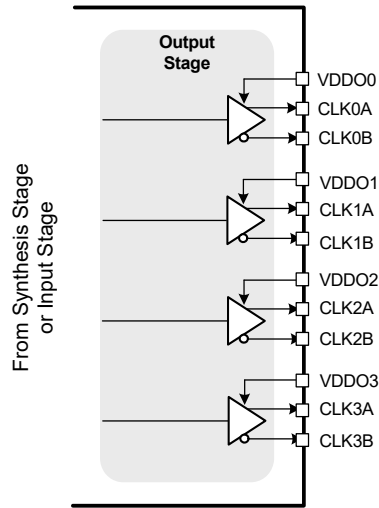 Output
Stage
From Synthesis Stage
or Input Stage
VDDO0
CLK0A
CLK0B
VDDO1
CLK1A
CLK1B
VDDO2
CLK2A
CLK2B
VDDO3
CLK3A
CLK3B